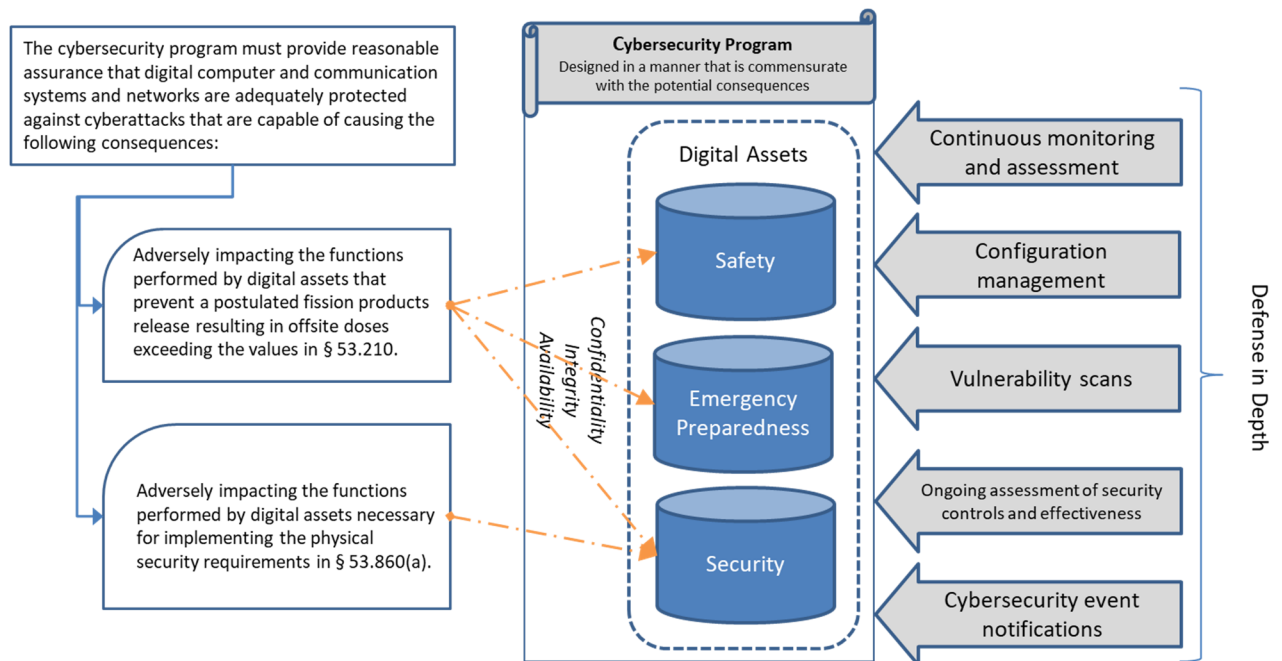 The cybersecurity program must provide reasonable
assurance that digital computer and communication
systems and networks are adequately protected
against cyberattacks that are capable of causing the
following consequences:
Adversely impacting the functions
performed by digital assets that
prevent a postulated fission products
release resulting in offsite doses
exceeding the values in § 53.210.
Adversely impacting the functions
performed by digital assets necessary
for implementing the physical
security requirements in § 53.860(a).
Confidentiality
Integrity
Availability
Cybersecurity Program
Designed in a manner that is commensurate
with the potential consequences
Digital Assets
Safety
Emergency
Preparedness
Security
Continuous monitoring
and assessment
Configuration
management
Vulnerability scans
Ongoing assessment of security
controls and effectiveness
Cybersecurity event
notifications
Defense in Depth